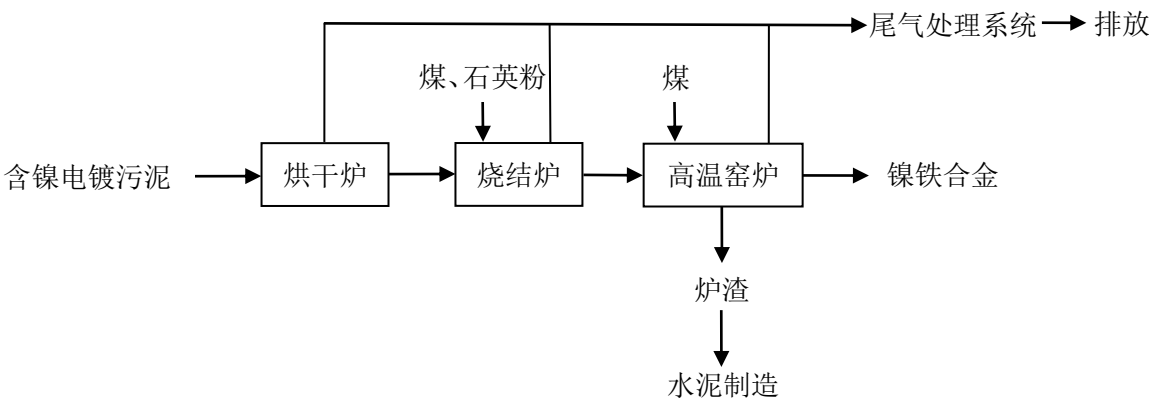 尾气处理系统
排放
煤、石英粉
煤
含镍电镀污泥
烘干炉
烧结炉
高温窑炉
镍铁合金
炉渣
水泥制造